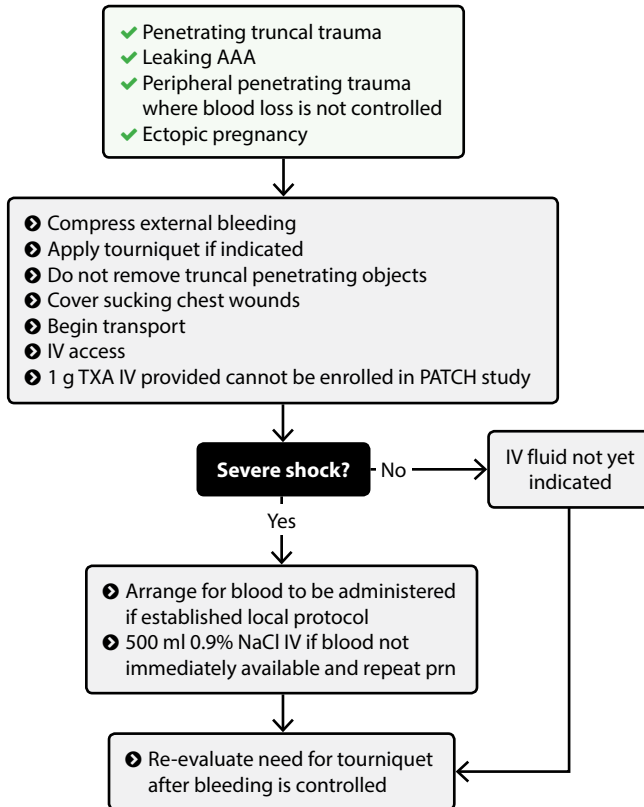 Penetrating truncal trauma
Leaking AAA
Peripheral penetrating trauma
where blood loss is not controlled
Ectopic pregnancy
Compress external bleeding
Apply tourniquet if indicated
Do not remove truncal penetrating objects
Cover sucking chest wounds
Begin transport
IV access
1 g TXA IV provided cannot be enrolled in PATCH study
Severe shock?
No
IV fluid not yet
indicated
Yes
Arrange for blood to be administered
if established local protocol
500 ml 0.9% NaCl IV if blood not
immediately available and repeat prn
Re-evaluate need for tourniquet
after bleeding is controlled